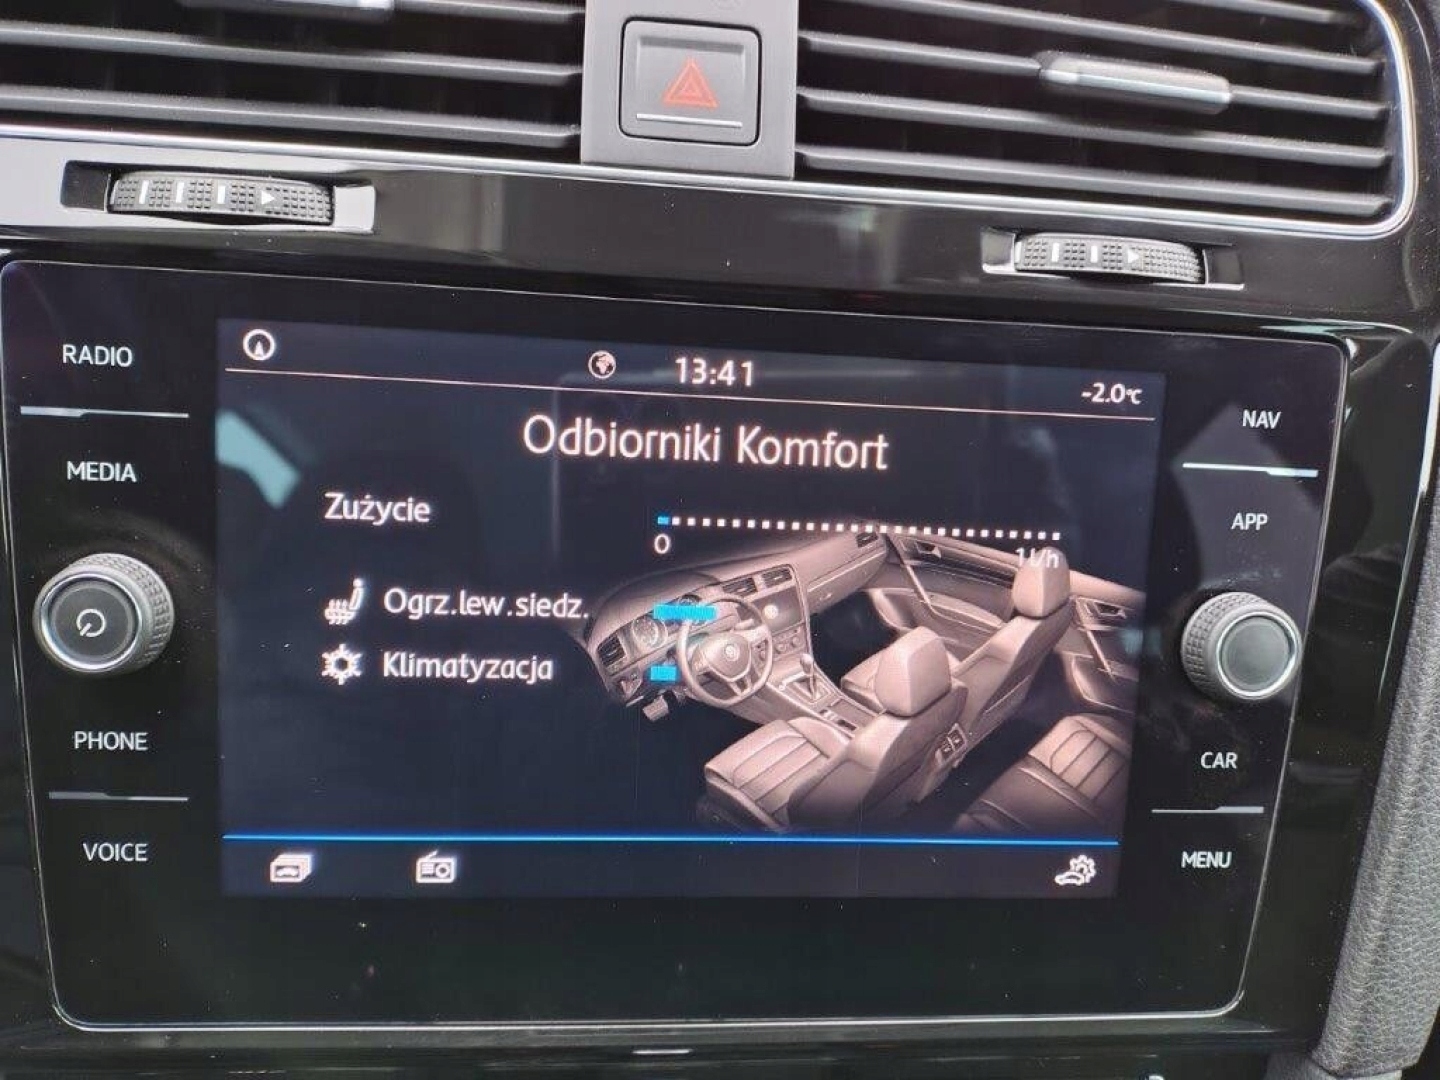 RADIO
MEDIA
PHONE
VOICE
13:41
-2.0°C
Odbiorniki Komfort
Zużycie
0
1l/h
Ogrz.lew.siedz.
Klimatyzacja
NAV
APP
CAR
MENU